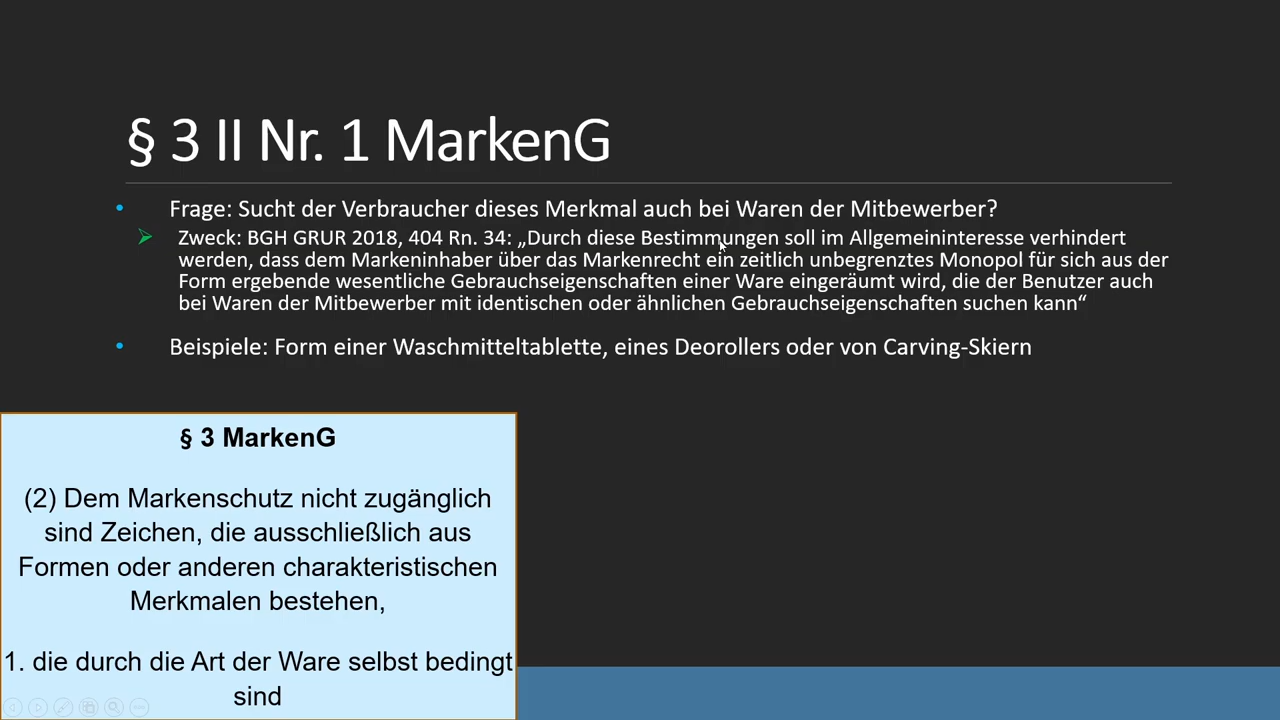 § 3 II Nr. 1 MarkenG
• Frage: Sucht der Verbraucher dieses Merkmal auch bei Waren der Mitbewerber?
Zweck: BGH GRUR 2018, 404 Rn. 34: „Durch diese Bestimmungen soll im Allgemeininteresse verhindert
werden, dass dem Markeninhaber über das Markenrecht ein zeitlich unbegrenztes Monopol für sich aus der
Form ergebende wesentliche Gebrauchseigenschaften einer Ware eingeräumt wird, die der Benutzer auch
bei Waren der Mitbewerber mit identischen oder ähnlichen Gebrauchseigenschaften suchen kann“
• Beispiele: Form einer Waschmitteltablette, eines Deorollers oder von Carving-Skiern
§ 3 MarkenG
(2) Dem Markenschutz nicht zugänglich
sind Zeichen, die ausschließlich aus
Formen oder anderen charakteristischen
Merkmalen bestehen,
1. die durch die Art der Ware selbst bedingt
sind